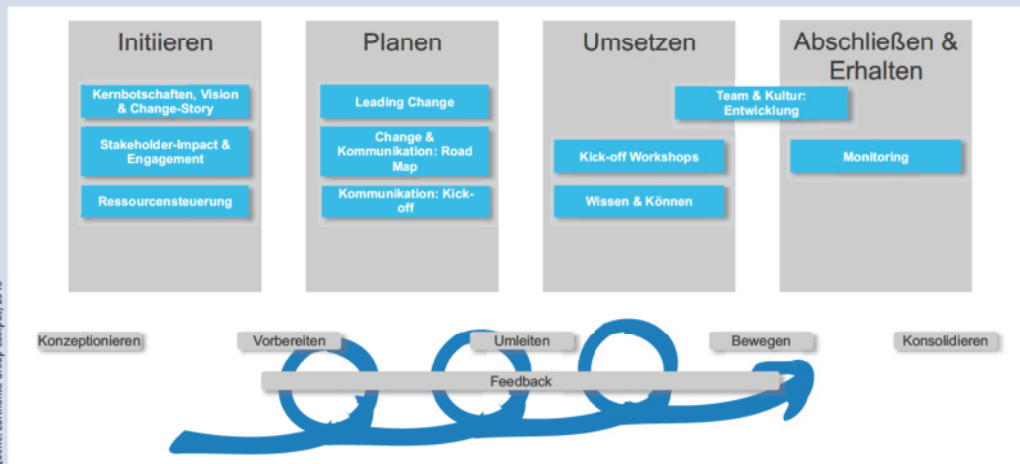 Initiieren
Planen
Umsetzen
Abschließen &
Erhalten
Kernbotschaften, Vision
& Change-Story
Stakeholder-Impact &
Engagement
Ressourcensteuerung
Leading Change
Change &
Kommunikation: Road
Map
Kommunikation: Kick-
off
Team & Kultur:
Entwicklung
Kick-off Workshops
Wissen & Können
Monitoring
Konzeptionieren
Vorbereiten
Umleiten
Bewegen
Konsolidieren
Feedback